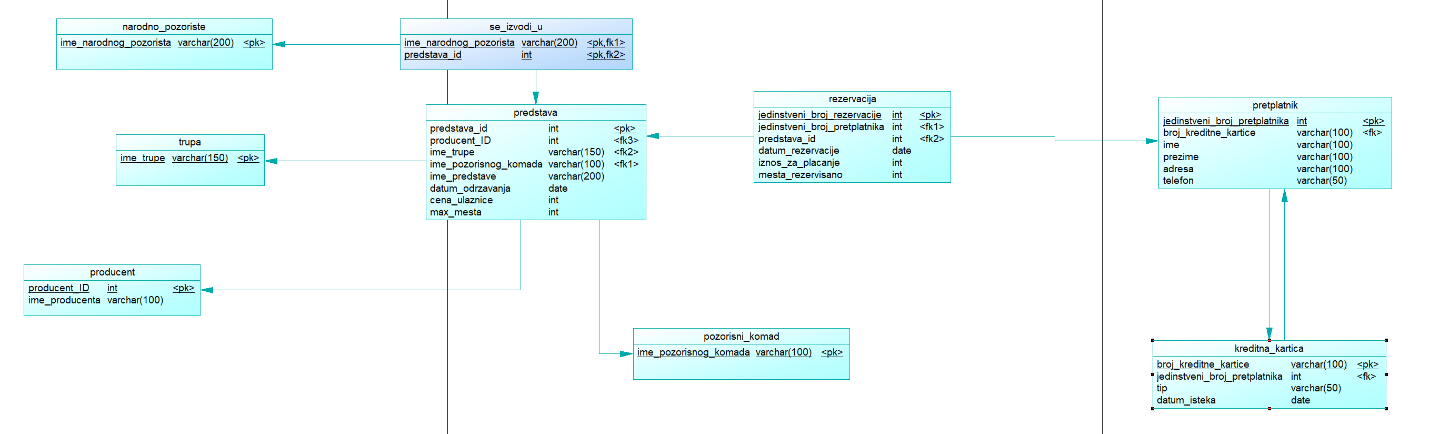 narodno_pozoriste
ime_narodnog_pozorista varchar(200) <pk>
se_izvodi_u
ime_narodnog_pozorista varchar(200) <pk,fk1>
predstava_id int <pk,fk2>
predstava
predstava_id int <pk>
producent_ID int <fk3>
ime_trupe varchar(150) <fk2>
ime_pozorisnog_komada varchar(100) <fk1>
ime_predstave varchar(200)
datum_odrzavanja date
cena_ulaznice int
max_mesta int
rezervacija
jedinstveni_broj_rezervacije int <pk>
jedinstveni_broj_pretplatnika int <fk1>
predstava_id int <fk2>
datum_rezervacije date
iznos_za_placanje int
mesta_rezervisano int
pretplatnik
jedinstveni_broj_pretplatnika int <pk>
broj_kreditne_kartice varchar(100) <fk>
ime varchar(100)
prezime varchar(100)
adresa varchar(100)
telefon varchar(50)
trupa
ime_trupe varchar(150) <pk>
producent
producent_ID int <pk>
ime_producenta varchar(100)
pozorisni_komad
ime_pozorisnog_komada varchar(100) <pk>
kreditna_kartica
broj_kreditne_kartice varchar(100) <pk>
jedinstveni_broj_pretplatnika int <fk>
tip varchar(50)
datum_isteka date